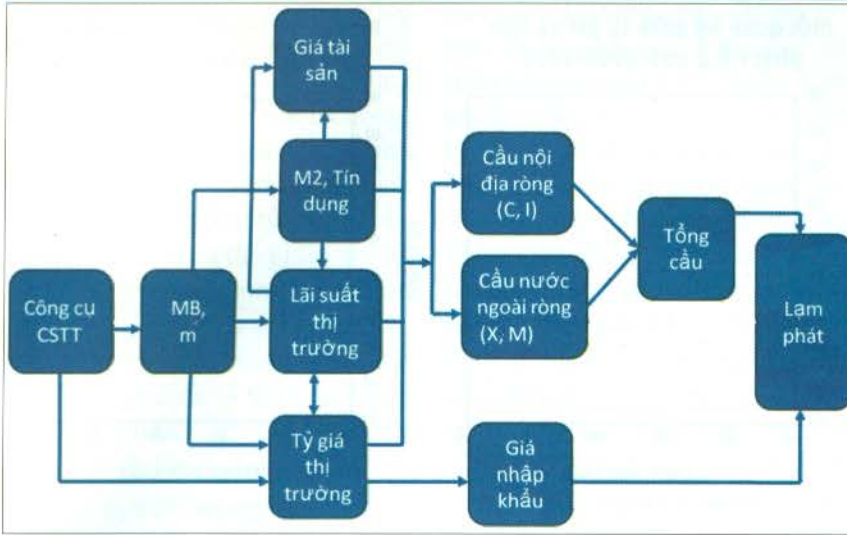 Giá tài
sản
M2, Tín
dụng
Cầu nội
địa ròng
(C, I)
Tổng
cầu
Công cụ
CSTT
MB,
m
Lãi suất
thị
trường
Cầu nước
ngoài ròng
(X, M)
Lạm
phát
Tỷ giá
thị
trường
Giá
nhập
khẩu